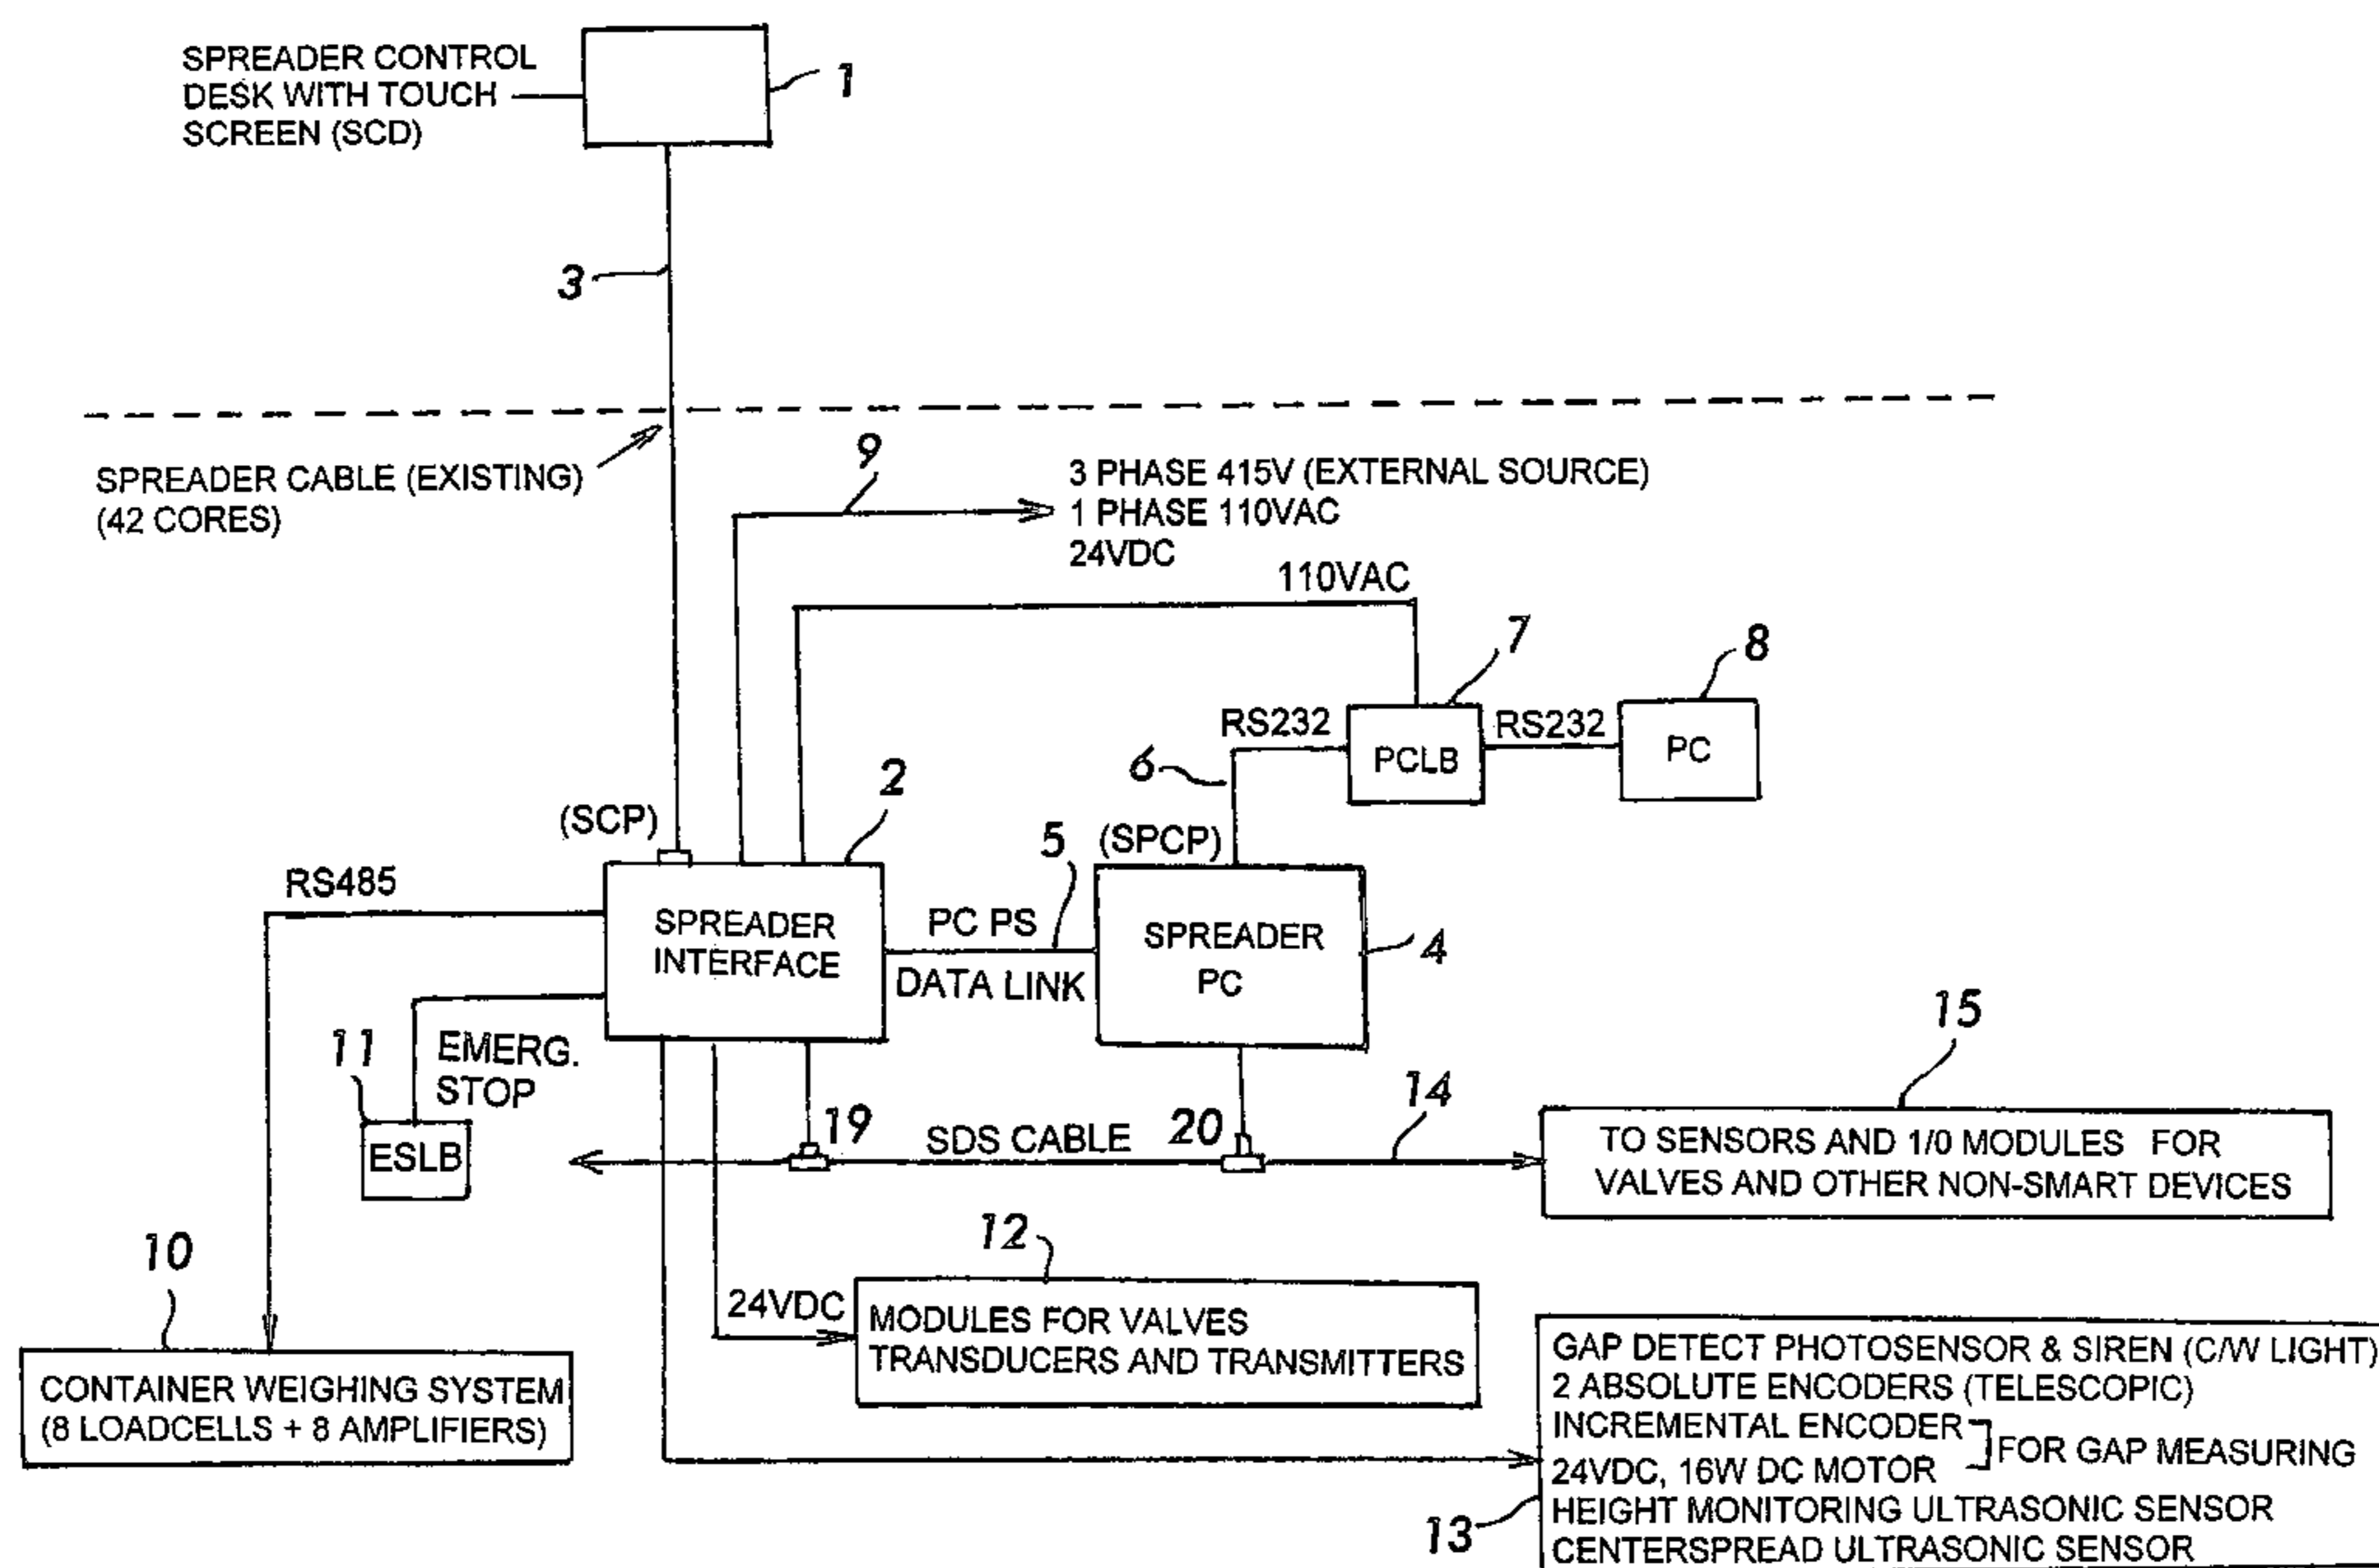 SPREADER CONTROL
DESK WITH TOUCH
SCREEN (SCD)
1
3
SPREADER CABLE (EXISTING)
(42 CORES)
9
3 PHASE 415V (EXTERNAL SOURCE)
1 PHASE 110VAC
24VDC
110VAC
7
8
RS232
PCLB
RS232
PC
6
2
(SCP)
5
(SPCP)
RS485
SPREADER
INTERFACE
PC PS
DATA LINK
SPREADER
PC
4
11
EMERG.
STOP
ESLB
19
SDS CABLE
20
14
15
TO SENSORS AND 1/0 MODULES FOR
VALVES AND OTHER NON-SMART DEVICES
10
CONTAINER WEIGHING SYSTEM
(8 LOADCELLS + 8 AMPLIFIERS)
12
24VDC
MODULES FOR VALVES
TRANSDUCERS AND TRANSMITTERS
13
GAP DETECT PHOTOSENSOR & SIREN (C/W LIGHT)
2 ABSOLUTE ENCODERS (TELESCOPIC)
INCREMENTAL ENCODER
24VDC, 16W DC MOTOR
FOR GAP MEASURING
HEIGHT MONITORING ULTRASONIC SENSOR
CENTERSPREAD ULTRASONIC SENSOR